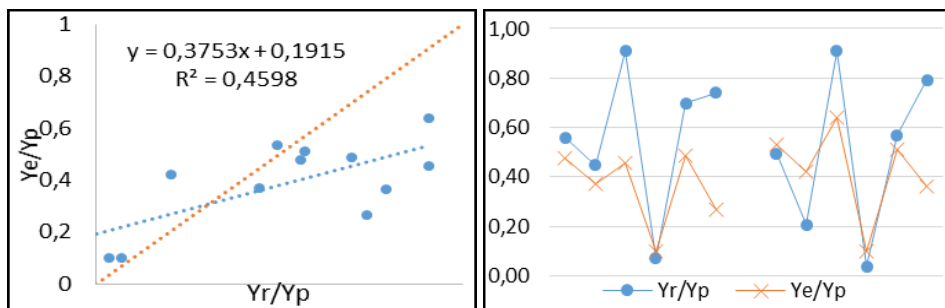 1
y = 0,3753x + 0,1915
R² = 0,4598
0,8
0,6
0,4
0,2
0
Ye/Yp
Yr/Yp
1,00
0,80
0,60
0,40
0,20
0,00
Yr/Yp
Ye/Yp